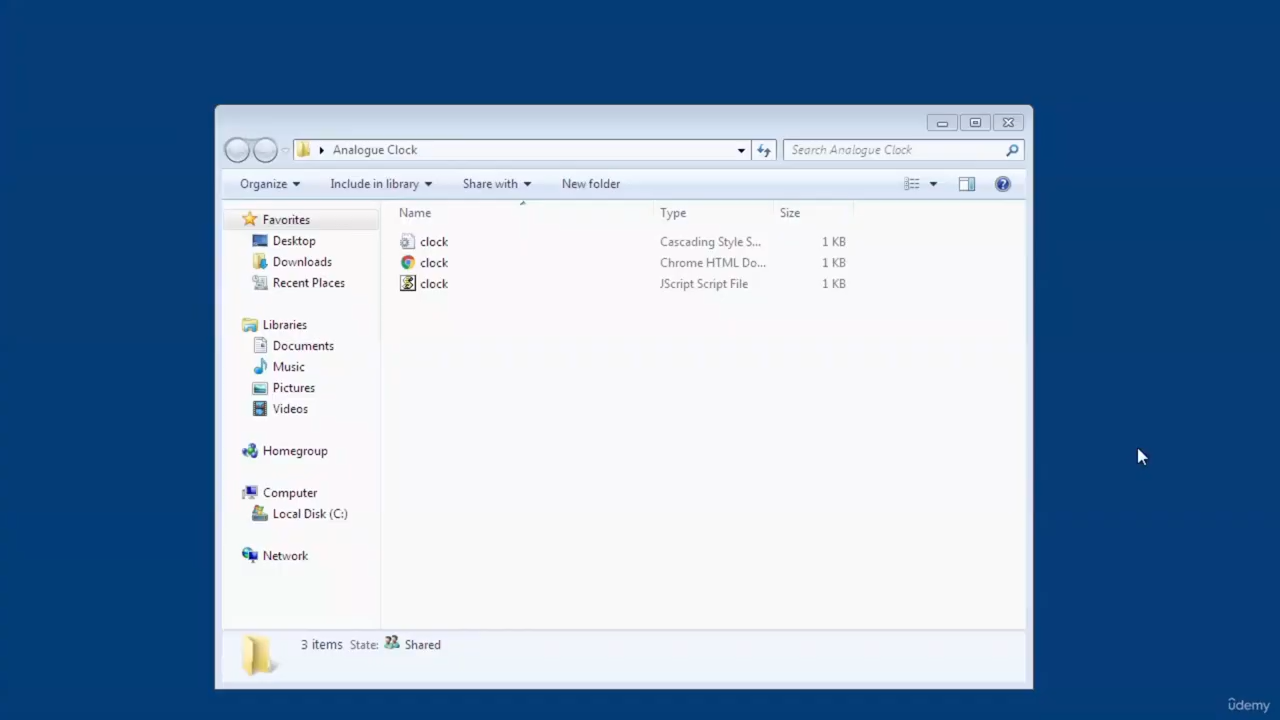 Analogue Clock
Search Analogue Clock
Organize Include in library Share with New folder
Name Type Size
Favorites
Desktop
Downloads
Recent Places
Libraries
Documents
Music
Pictures
Videos
Homegroup
Computer
Local Disk (C:)
Network
clock Cascading Style S... 1 KB
clock Chrome HTML Do... 1 KB
clock JScript Script File 1 KB
3 items State: Shared
ûdemy